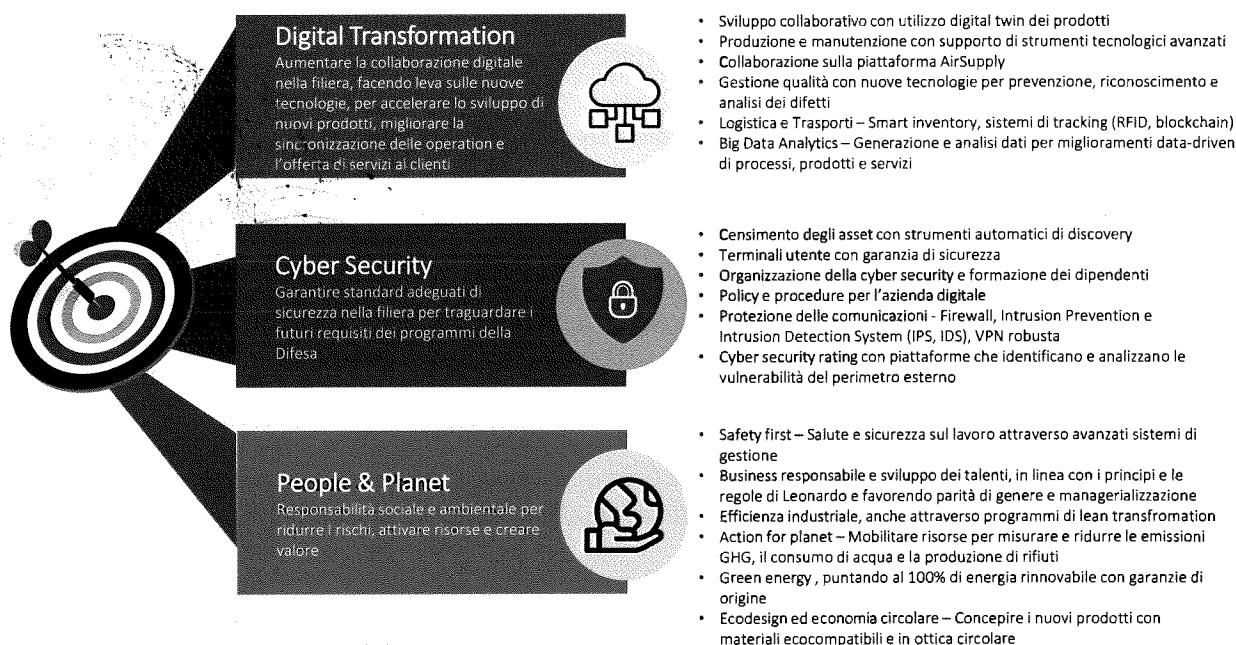 Digital Transformation
Aumentare la collaborazione digitale
nella filiera, facendo leva sulle nuove
tecnologie, per accelerare lo sviluppo di
nuovi prodotti, migliorare la
sincronizzazione delle operation e
l'offerta di servizi ai clienti
• Sviluppo collaborativo con utilizzo digital twin dei prodotti
• Produzione e manutenzione con supporto di strumenti tecnologici avanzati
• Collaborazione sulla piattaforma AirSupply
• Gestione qualità con nuove tecnologie per prevenzione, riconoscimento e
analisi dei difetti
• Logistica e Trasporti – Smart inventory, sistemi di tracking (RFID, blockchain)
• Big Data Analytics – Generazione e analisi dati per miglioramenti data-driven
di processi, prodotti e servizi
Cyber Security
Garantire standard adeguati di
sicurezza nella filiera per traguardare i
futuri requisiti dei programmi della
Difesa
• Censimento degli asset con strumenti automatici di discovery
• Terminali utente con garanzia di sicurezza
• Organizzazione della cyber security e formazione dei dipendenti
• Policy e procedure per l'azienda digitale
• Protezione delle comunicazioni - Firewall, Intrusion Prevention e
Intrusion Detection System (IPS, IDS), VPN robusta
• Cyber security rating con piattaforme che identificano e analizzano le
vulnerabilità del perimetro esterno
People & Planet
Responsabilità sociale e ambientale per
ridurre i rischi, attivare risorse e creare
valore
• Safety first – Salute e sicurezza sul lavoro attraverso avanzati sistemi di
gestione
• Business responsabile e sviluppo dei talenti, in linea con i principi e le
regole di Leonardo e favorendo parità di genere e managerializzazione
• Efficienza industriale, anche attraverso programmi di lean transfromation
• Action for planet – Mobilitare risorse per misurare e ridurre le emissioni
GHG, il consumo di acqua e la produzione di rifiuti
• Green energy , puntando al 100% di energia rinnovabile con garanzie di
origine
• Ecodesign ed economia circolare – Concepire i nuovi prodotti con
materiali ecocompatibili e in ottica circolare